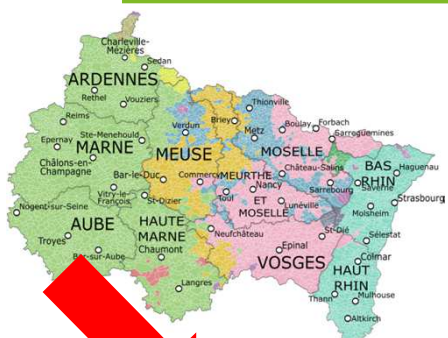 Charleville-
Mézières
Sedan
ARDENNES
Rethel
Vouziers
Thionville
Reims
Briey
Boulay
Forbach
Verdun
Metz
Sarreguemines
Ste-Menehould
Epernay
MARNE
MEUSE
MOSELLE
BAS
RHIN
Haguenau
Châlons-en-
Champagne
Château-Salins
Saverne
Bar-le-Duc
Commercy
MEURTHE
Nancy
Sarrebourg
Strasbourg
Vitry-le-
François
St-Dizier
Toul
ET
MOSELLE
Lunéville
Molsheim
Nogent-sur-Seine
AUBE
HAUTE
MARNE
Neufchâteau
St-Dié
Sélestat
Troyes
Chaumont
Epinal
Colmar
Bar-sur-Aube
VOSGES
HAUT
RHIN
Langres
Thann
Mulhouse
Altkirch